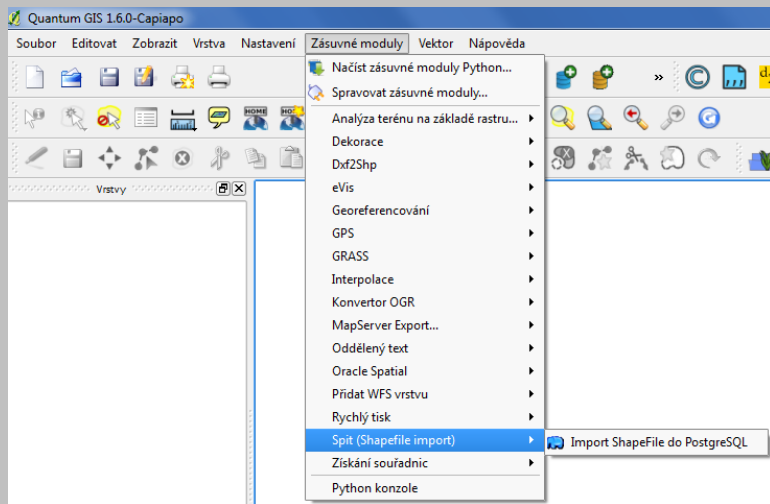 Quantum GIS 1.6.0-Capiapo
Soubor Editovat Zobrazit Vrstva Nastavení Zásuvné moduly Vektor Nápověda
Načíst zásuvné moduly Python...
Spravovat zásuvné moduly...
Analýza terénu na základě rastru...
Dekorace
Dxf2Shp
eVis
Georeferencování
GPS
GRASS
Interpolace
Konvertor OGR
MapServer Export...
Oddělený text
Oracle Spatial
Přidat WFS vrstvu
Rychlý tisk
Spit (Shapefile import)
Import ShapeFile do PostgreSQL
Získání souřadnic
Python konzole
Vrstvy
HOME